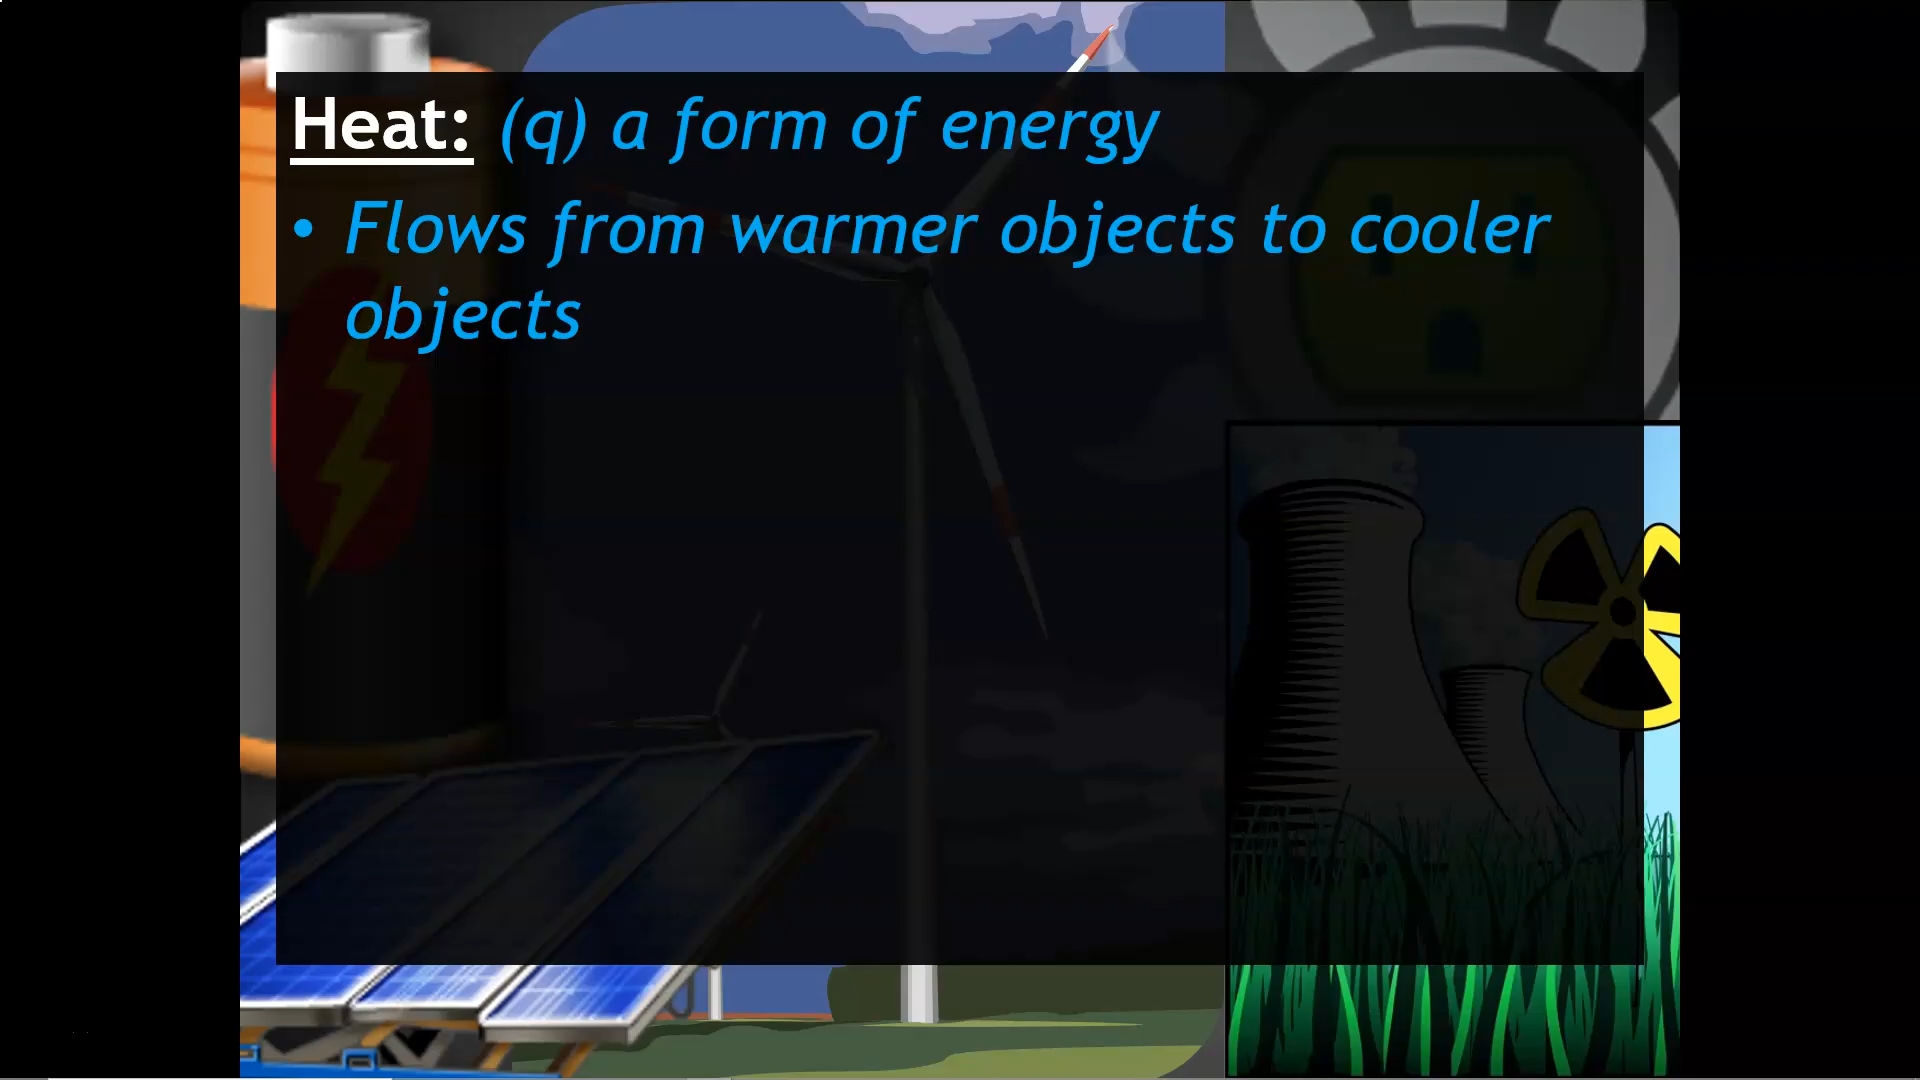 Heat: (q) a form of energy
• Flows from warmer objects to cooler
objects